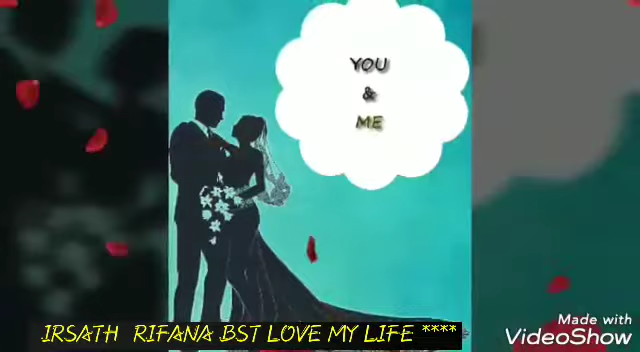 YOU
&
ME
IRSATH RIFANA BST LOVE MY LIFE ****
Made with
VideoShow